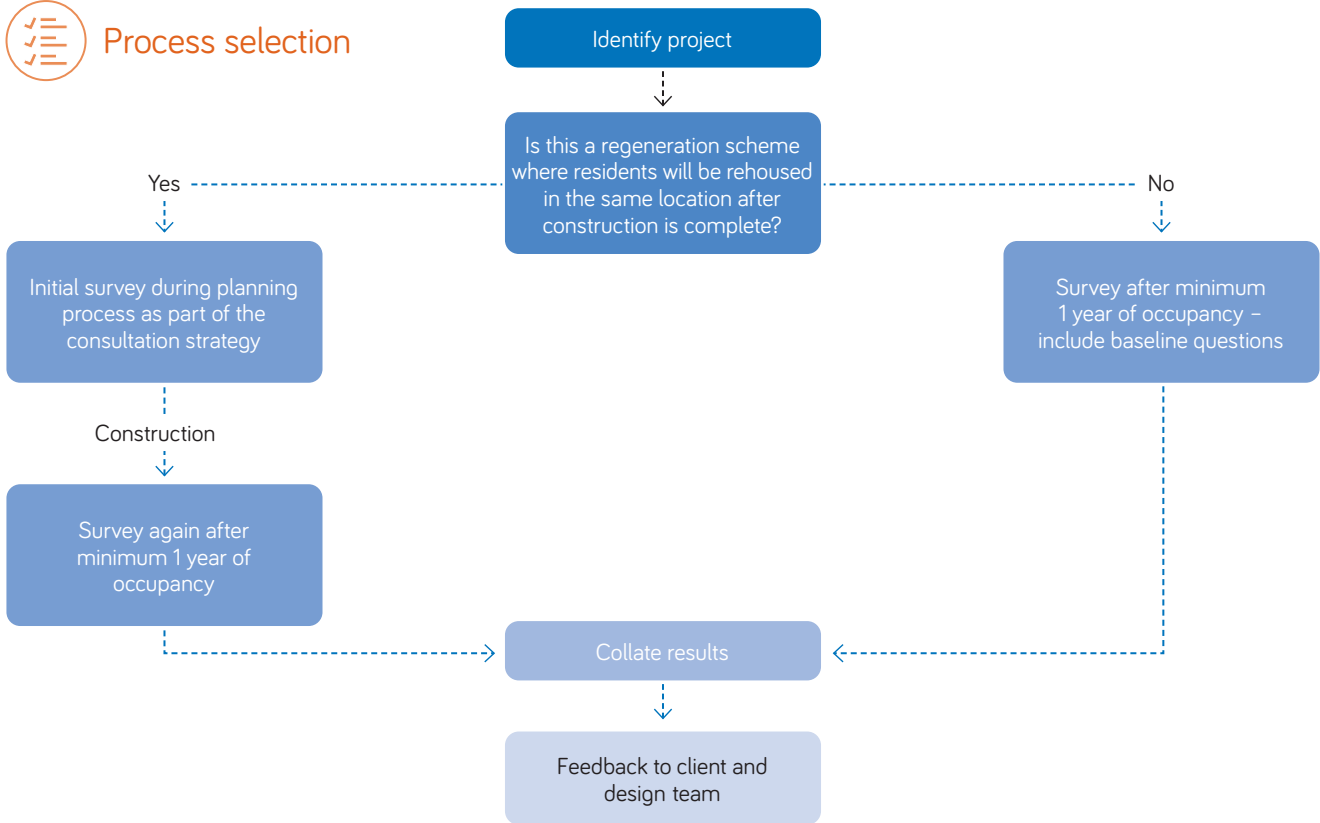 Process selection
Identify project
Is this a regeneration scheme
where residents will be rehoused
in the same location after
construction is complete?
Yes
No
Initial survey during planning
process as part of the
consultation strategy
Survey after minimum
1 year of occupancy –
include baseline questions
Construction
Survey again after
minimum 1 year of
occupancy
Collate results
Feedback to client and
design team